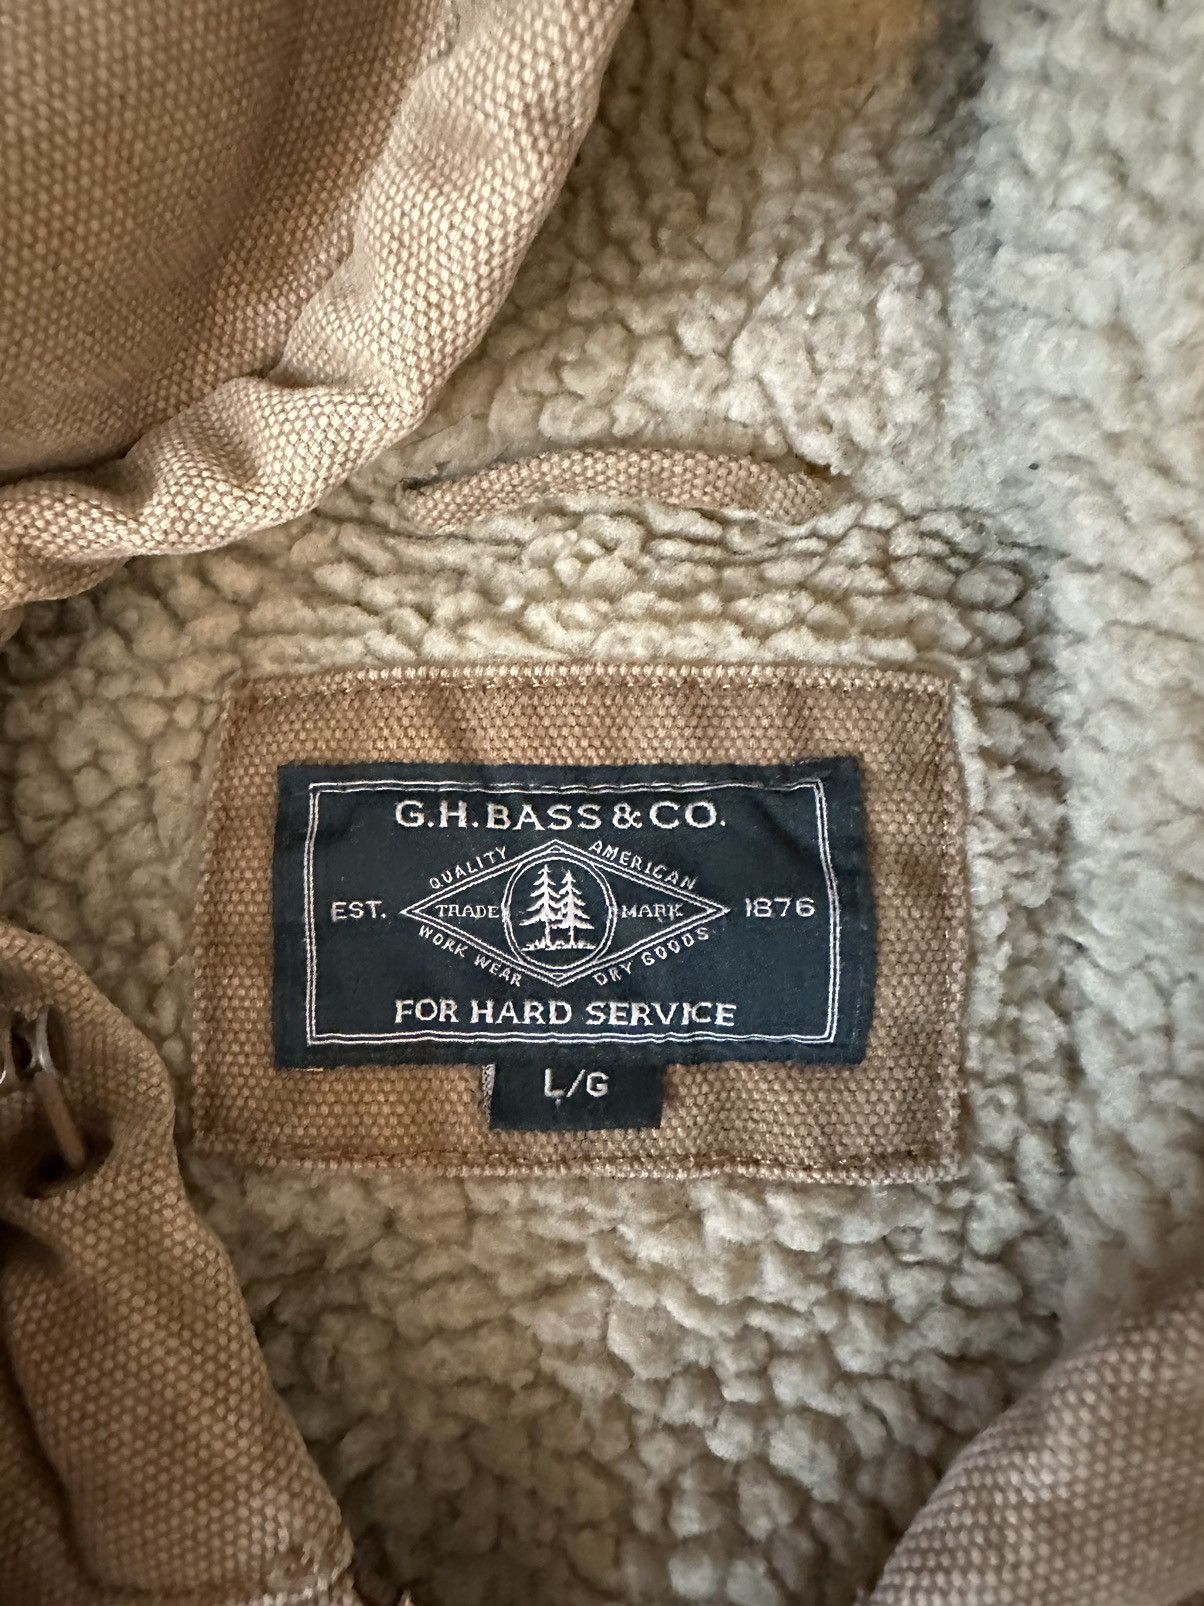 G.H. BASS & CO.
QUALITY AMERICAN
EST. TRADE MARK 1876
WORK WEAR DRY GOODS
FOR HARD SERVICE
L/G